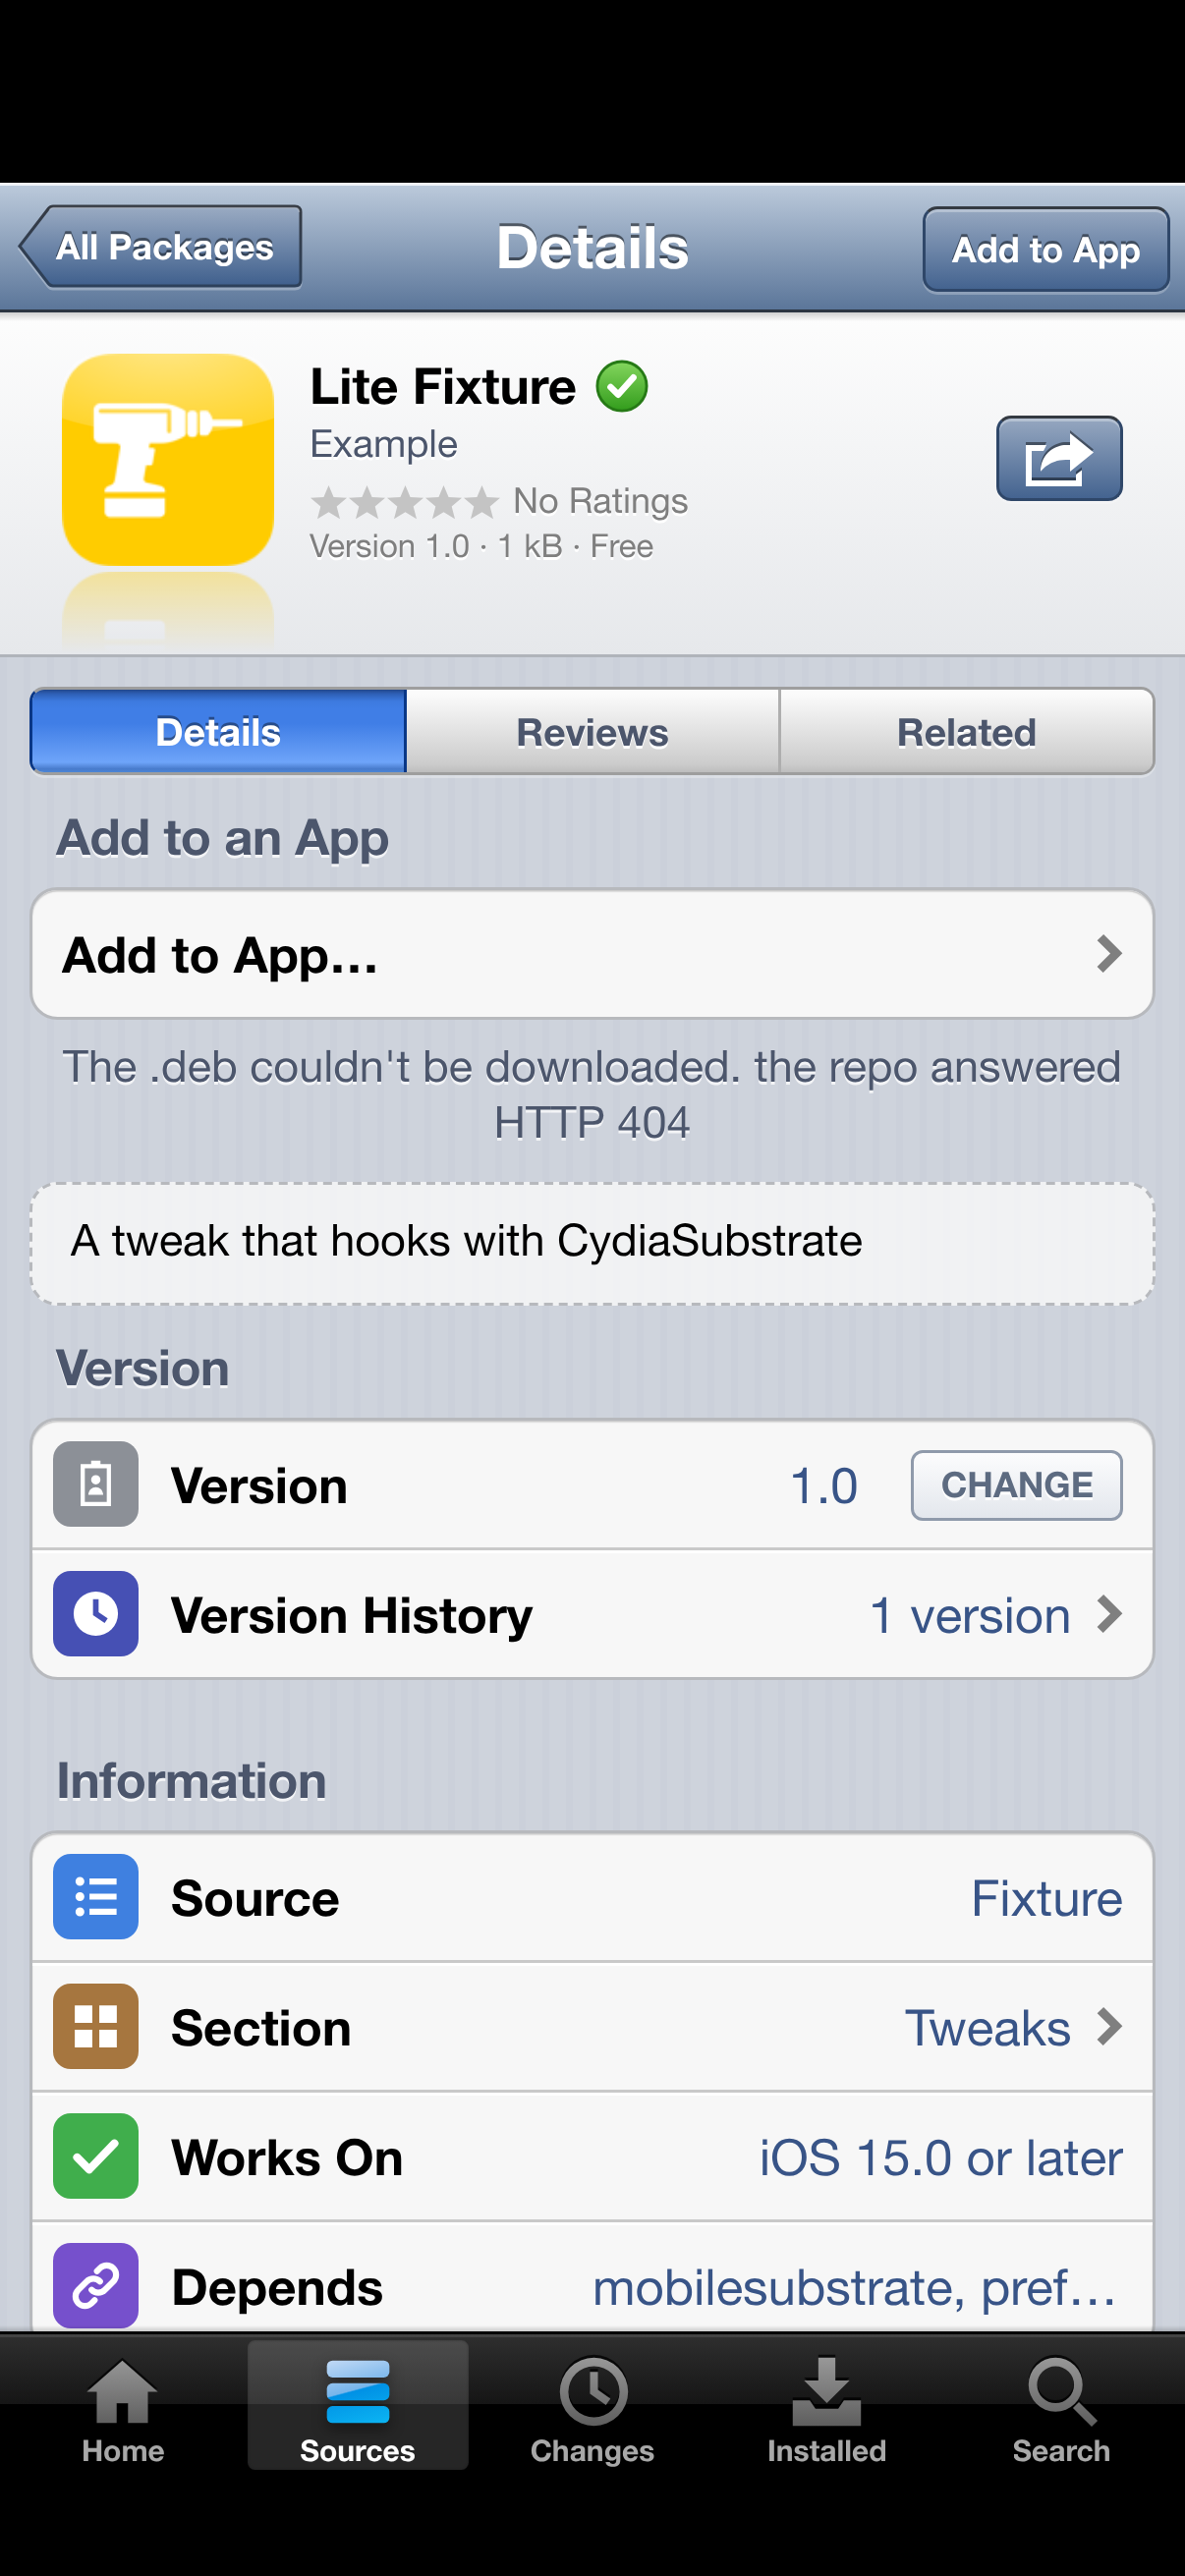 All Packages
Details
Add to App
Lite Fixture
Example
No Ratings
Version 1.0 · 1 kB · Free
Details
Reviews
Related
Add to an App
Add to App...
The .deb couldn't be downloaded. the repo answered
HTTP 404
A tweak that hooks with CydiaSubstrate
Version
Version
1.0
CHANGE
Version History
1 version
Information
Source
Fixture
Section
Tweaks
Works On
iOS 15.0 or later
Depends
mobilesubstrate, pref...
Home
Sources
Changes
Installed
Search